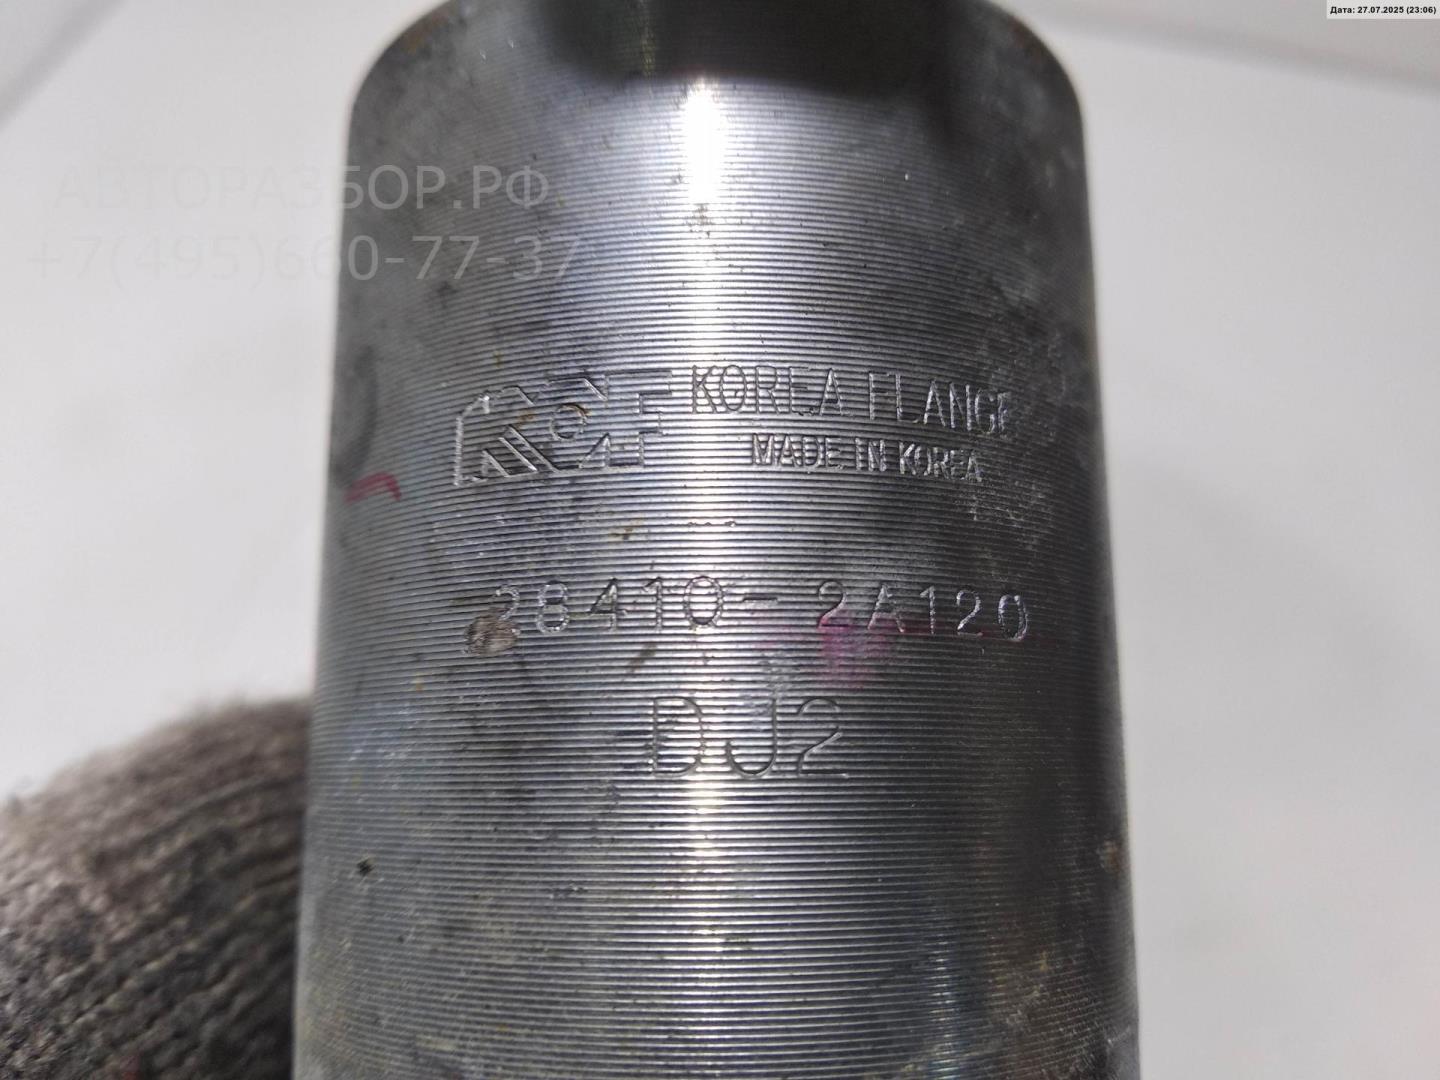 Дата: 27.07.2025 (23:06)
АВТОРАЗБОР.РФ
+7(495)660-77-37
KOREA FLANGE
MADE IN KOREA
28410-2A120
DJ2